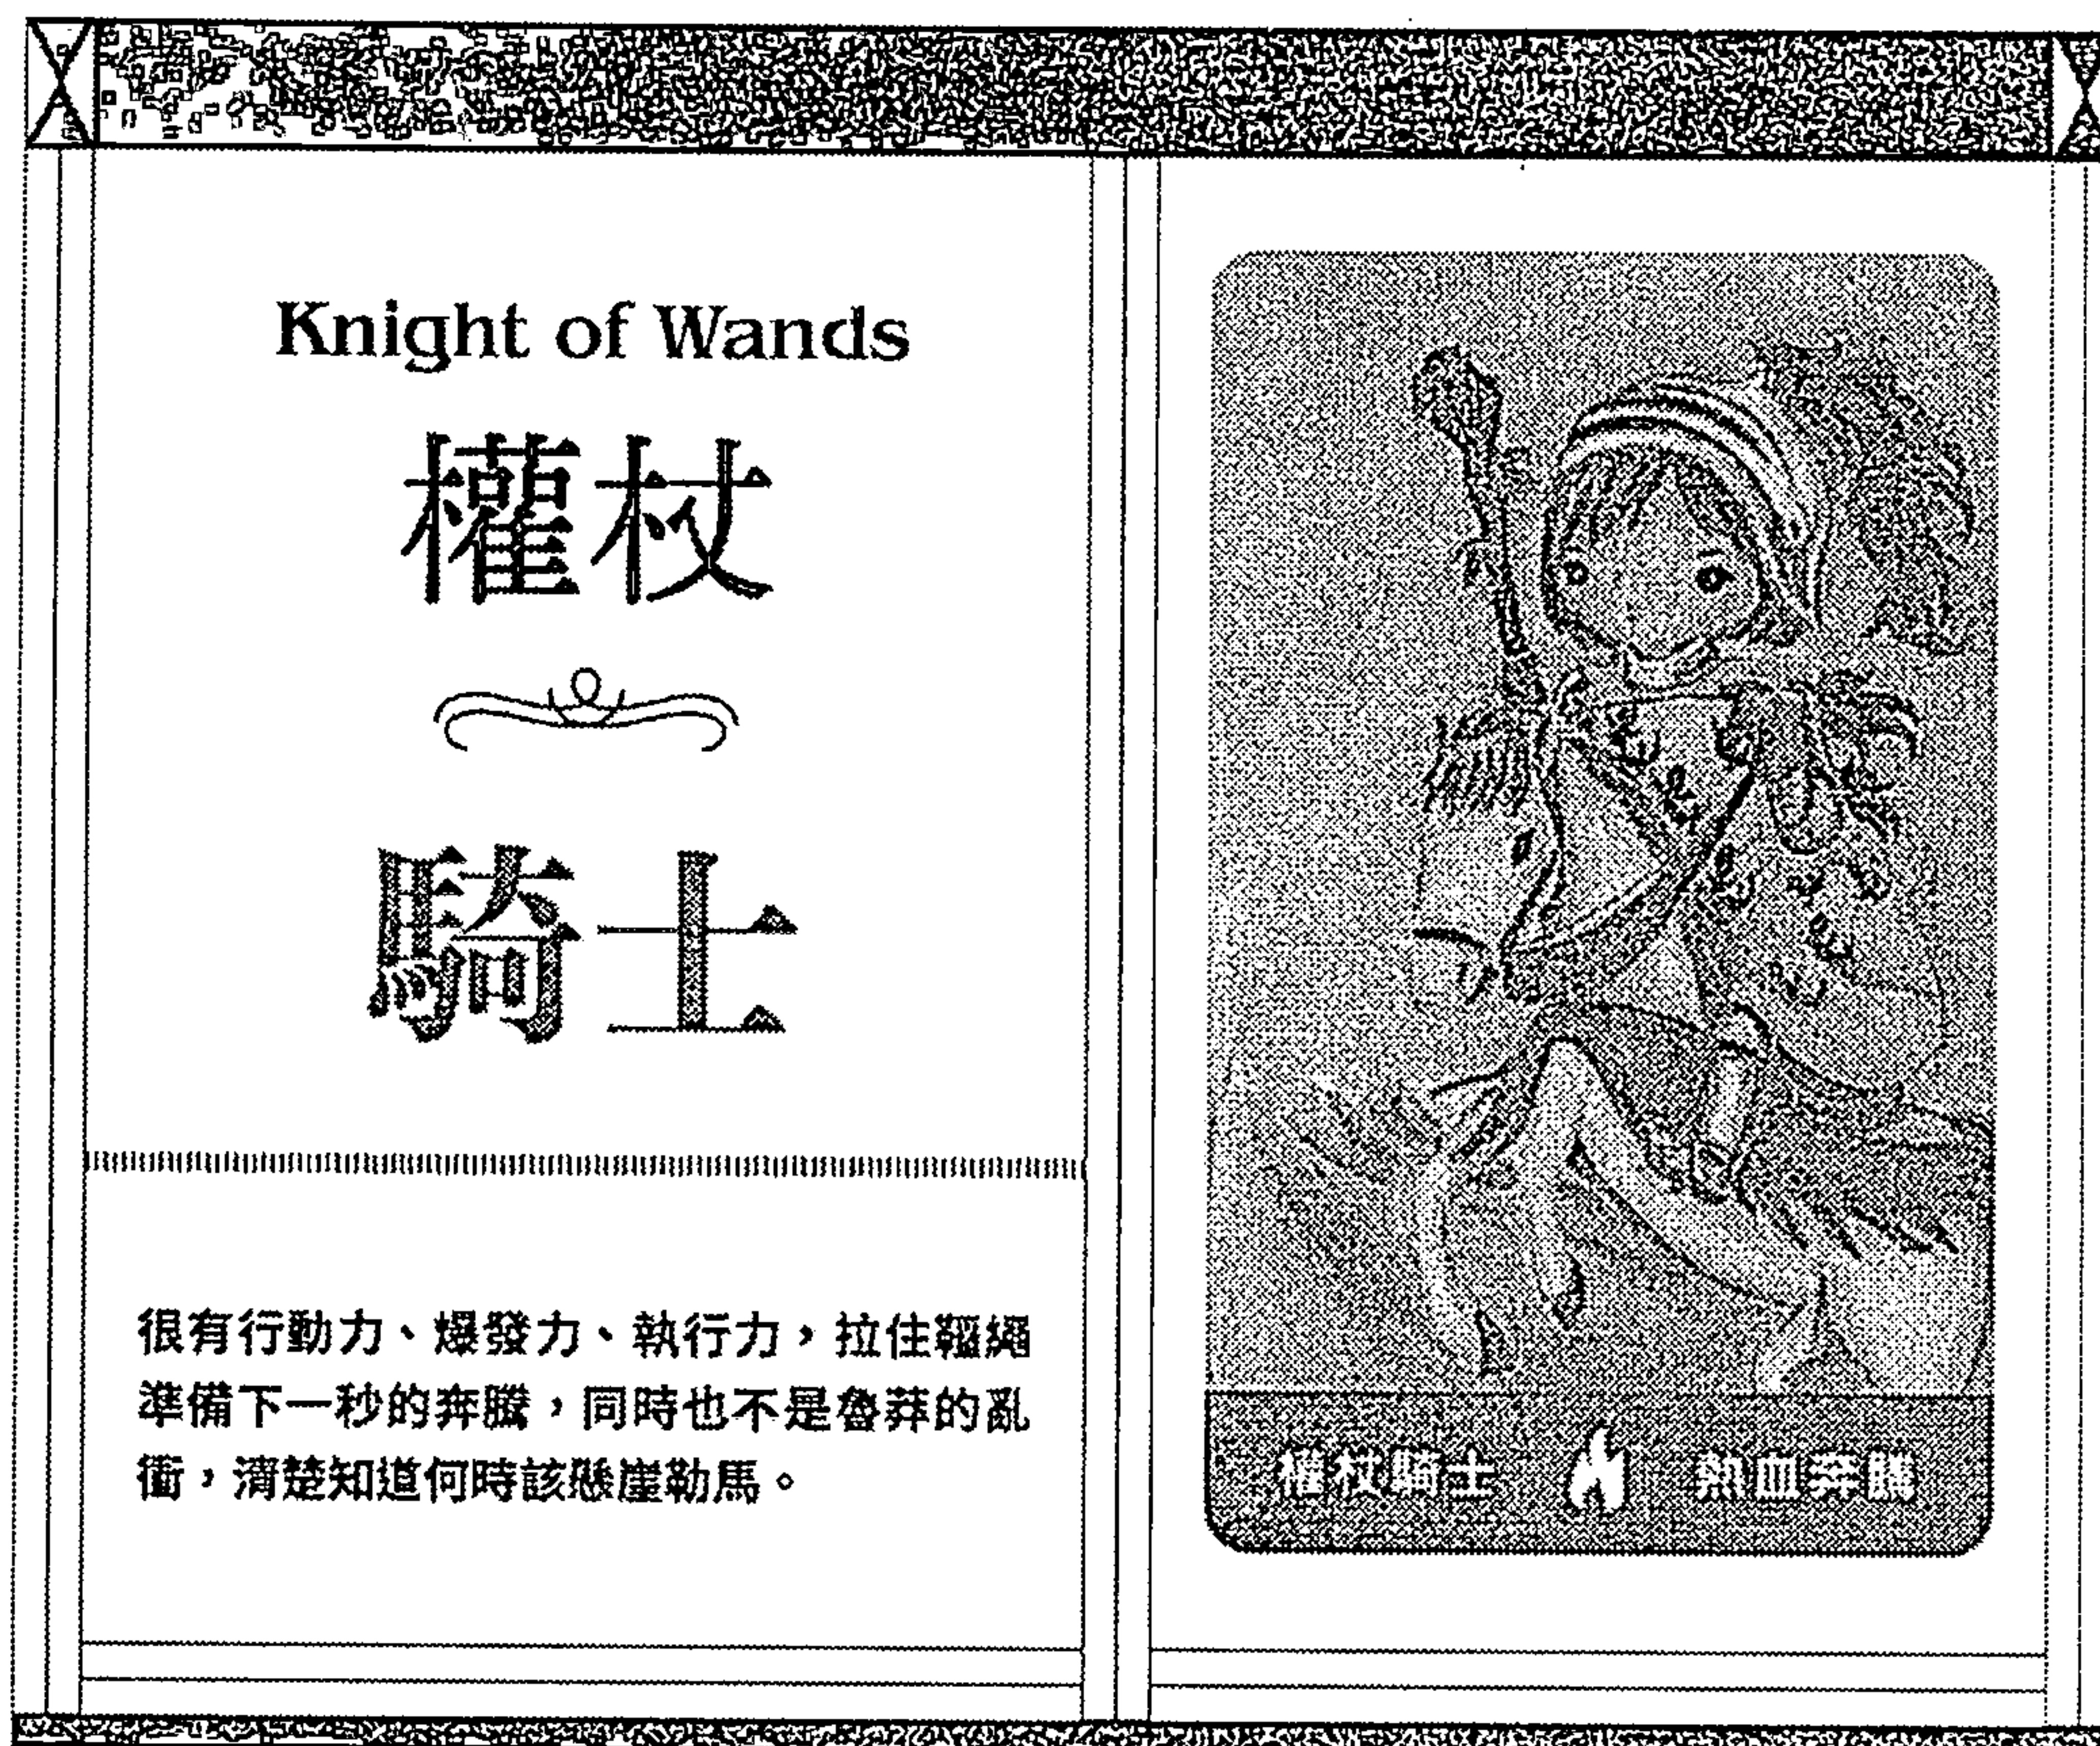 Knight of Wands
權杖
騎士
很有行動力、爆發力、執行力，拉住韁繩
準備下一秒的奔騰，同時也不是魯莽的亂
衝，清楚知道何時該懸崖勒馬。
權杖騎士 熱血奔騰